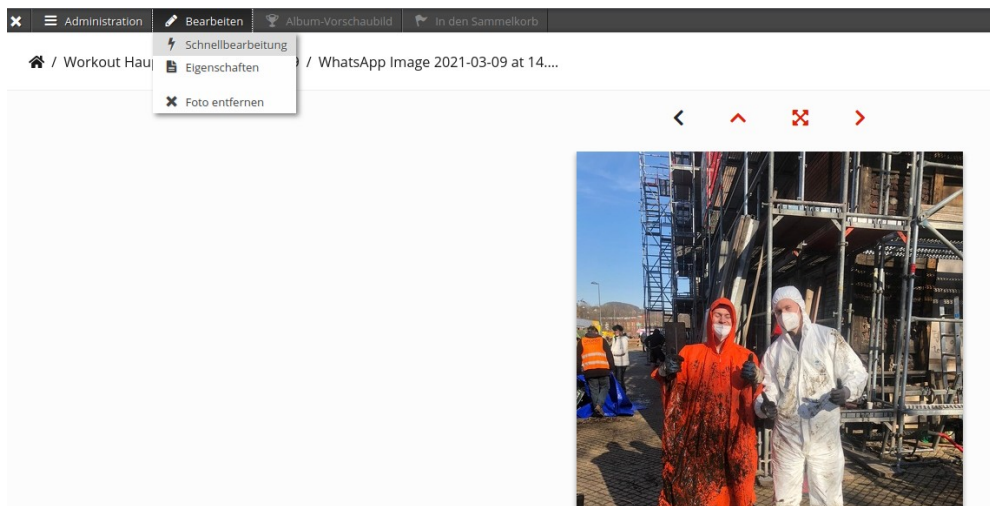 Administration Bearbeiten Album-Vorschaubild In den Sammelkorb
Schnellbearbeitung
/ Workout Hau / WhatsApp Image 2021-03-09 at 14....
Eigenschaften
Foto entfernen